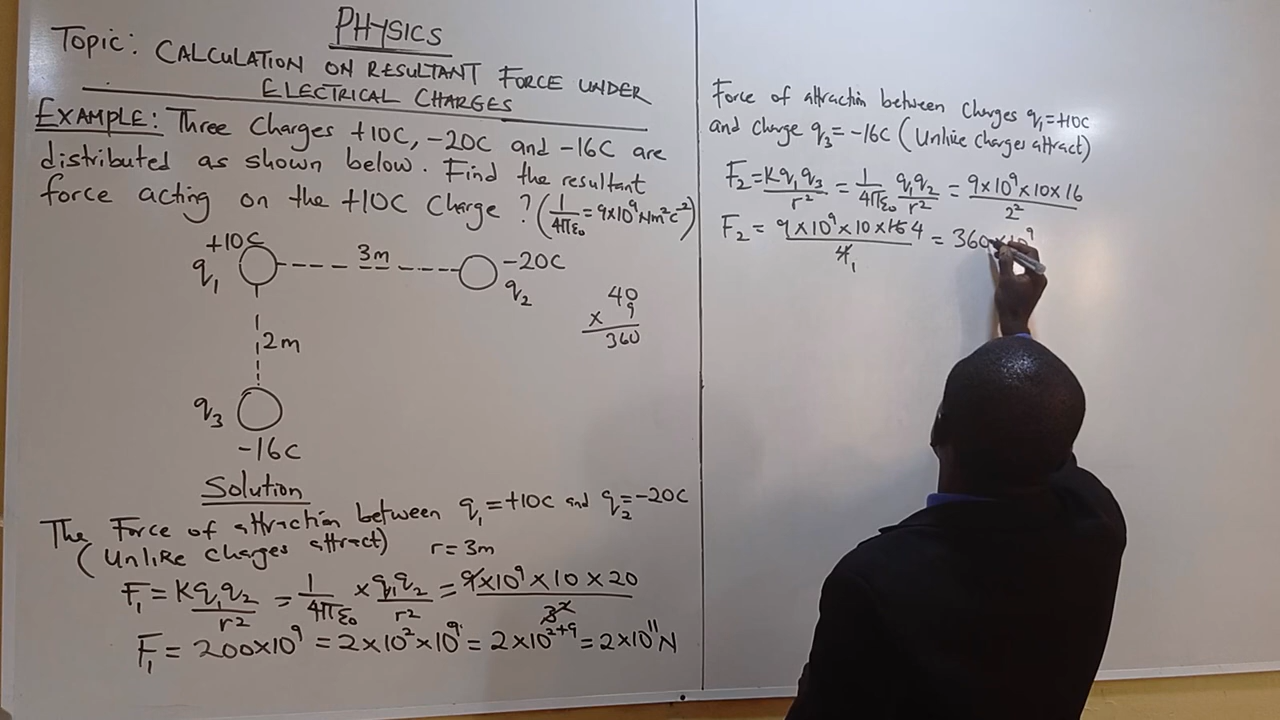 PHYSICS
Topic: CALCULATION ON RESULTANT FORCE UNDER
ELECTRICAL CHARGES
EXAMPLE: Three Charges +10C, -20C and -16C are
distributed as shown below. Find the resultant
force acting on the +10C Charge? (1/4πε₀ = 9×10⁹Nm²c⁻²)
+10C
q₁
3m
-20C
q₂
2m
q₃
-16C
40
× 9
360
Solution
The Force of attraction between q₁=+10C and q₂=-20C
(Unlike charges attract) r=3m
F₁ = Kq₁q₂/r² = 1/4πε₀ × q₁q₂/r² = 9×10⁹×10×20/3²
F₁ = 200×10⁹ = 2×10²×10⁹ = 2×10²⁺⁹ = 2×10¹¹N
Force of attraction between Charges q₁=+10C
and Charge q₃ = -16C (Unlike Charges attract)
F₂ = Kq₁q₃/r² = 1/4πε₀ q₁q₂/r² = 9×10⁹×10×16/2²
F₂ = 9×10⁹×10×16 4/4 1 = 360×10⁹